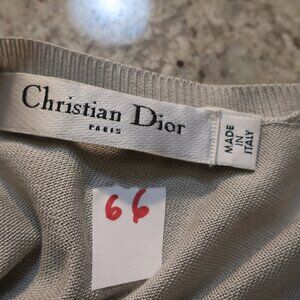 Christian Dior
PARIS
MADE
IN
ITALY
66